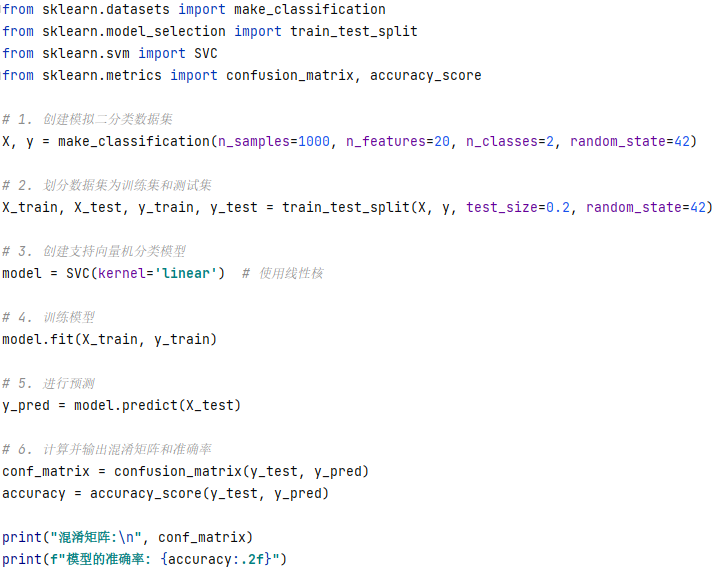 from sklearn.datasets import make_classification
from sklearn.model_selection import train_test_split
from sklearn.svm import SVC
from sklearn.metrics import confusion_matrix, accuracy_score
# 1. 创建模拟二分类数据集
X, y = make_classification(n_samples=1000, n_features=20, n_classes=2, random_state=42)
# 2. 划分数据集为训练集和测试集
X_train, X_test, y_train, y_test = train_test_split(X, y, test_size=0.2, random_state=42)
# 3. 创建支持向量机分类模型
model = SVC(kernel='linear')  # 使用线性核
# 4. 训练模型
model.fit(X_train, y_train)
# 5. 进行预测
y_pred = model.predict(X_test)
# 6. 计算并输出混淆矩阵和准确率
conf_matrix = confusion_matrix(y_test, y_pred)
accuracy = accuracy_score(y_test, y_pred)
print("混淆矩阵:\n", conf_matrix)
print(f"模型的准确率: {accuracy:.2f}")